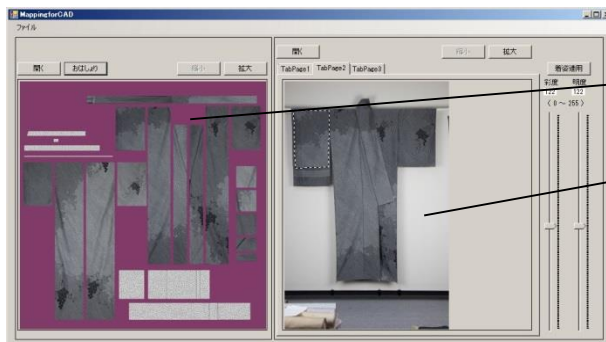 MappingforCAD
ファイル
開く おはしょり 縮小 拡大
開く 縮小 拡大
TabPage1 TabPage2 TabPage3
着姿適用
彩度 明度
122 122
( 0 ～ 255 )